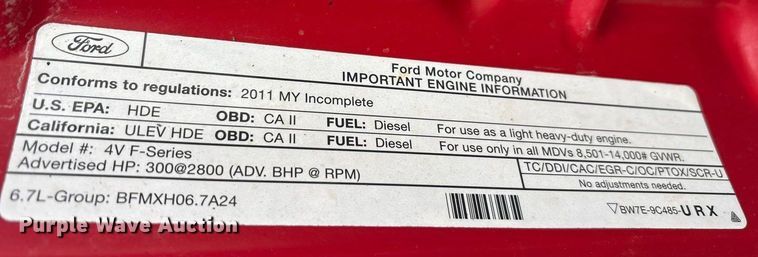 Ford
Ford Motor Company
IMPORTANT ENGINE INFORMATION
Conforms to regulations: 2011 MY Incomplete
U.S. EPA: HDE OBD: CA II FUEL: Diesel For use as a light heavy-duty engine.
California: ULEV HDE OBD: CA II FUEL: Diesel For use only in all MDVs 8,501-14,000# GVWR.
Model #: 4V F-Series
Advertised HP: 300@2800 (ADV. BHP @ RPM)
TC/DDI/CAC/EGR-C/OC/PTOX/SCR-U
No adjustments needed.
6.7L-Group: BFMXH06.7A24
▽BW7E-9C485-URX
Purple Wave Auction